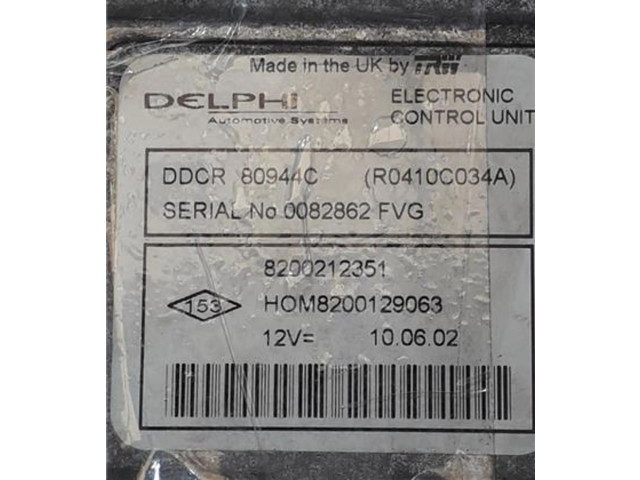 Made in the UK by TRW
DELPHI
Automotive Systems
ELECTRONIC
CONTROL UNIT
DDCR 80944C (R0410C034A)
SERIAL No 0082862 FVG
8200212351
153
HOM8200129063
12V= 10.06.02